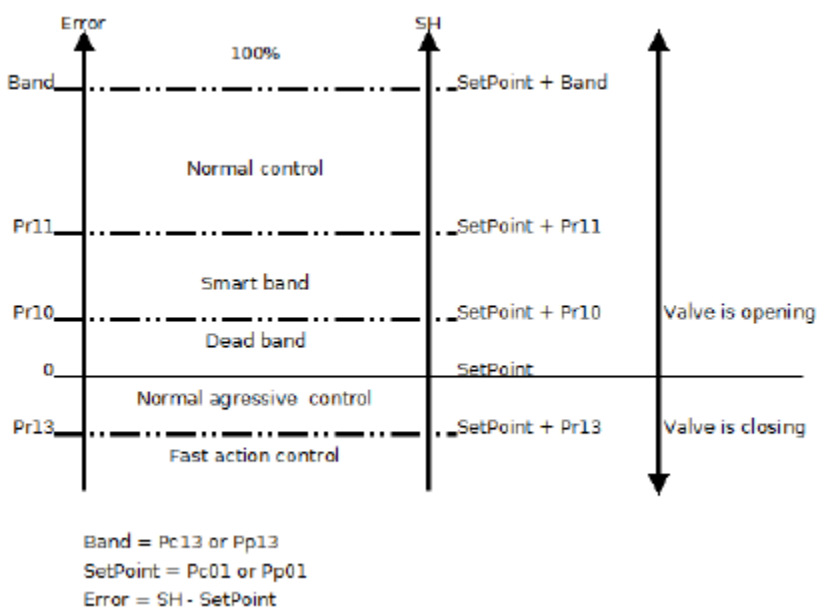 Error SH
100%
Band SetPoint + Band
Normal control
Pr11 SetPoint + Pr11
Smart band
Pr10 SetPoint + Pr10 Valve is opening
Dead band
0 SetPoint
Normal agressive control
Pr13 SetPoint + Pr13 Valve is closing
Fast action control
Band = Pc13 or Pp13
SetPoint = Pc01 or Pp01
Error = SH - SetPoint